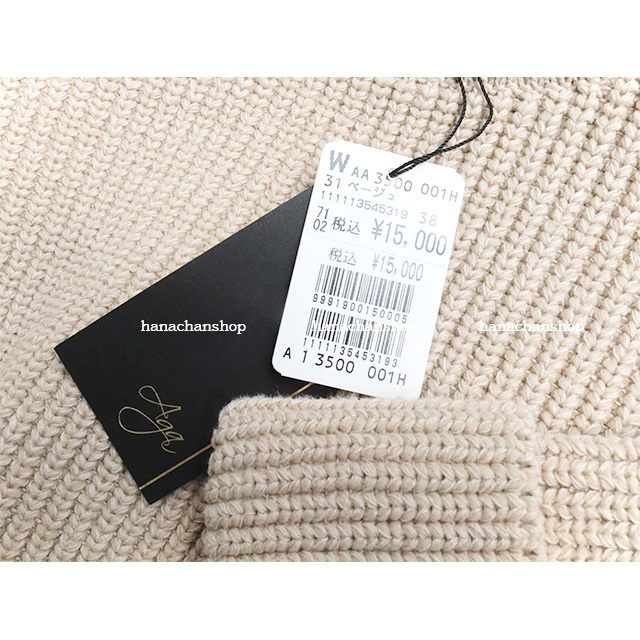 W AA 3500 001H
31 ベージュ
111113545319 38
71
02 税込 ¥15,000
税込 ¥15,000
9991900150005
1111135453193
A 1 3500 001H
hanachanshop
hanachanshop
hanachanshop
Aga